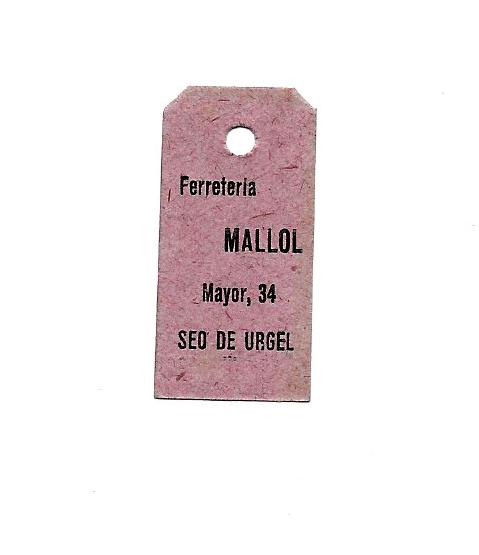 Ferreteria
MALLOL
Mayor, 34
SEO DE URGEL